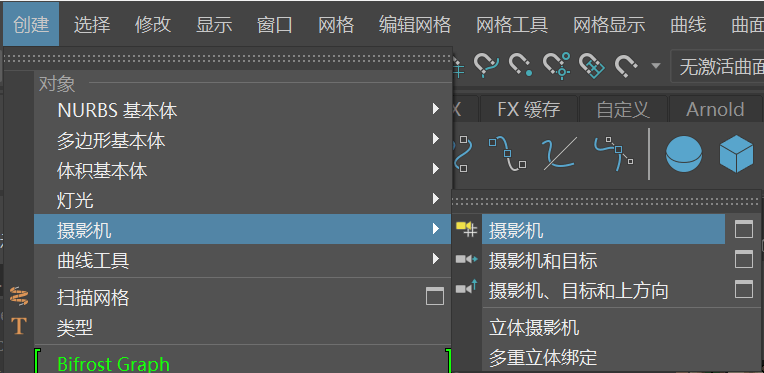 创建 选择 修改 显示 窗口 网格 编辑网格 网格工具 网格显示 曲线 曲面
无激活曲面
对象
X FX 缓存 自定义 Arnold
NURBS 基本体
多边形基本体
体积基本体
灯光
摄影机
摄影机
曲线工具
摄影机和目标
扫描网格
摄影机、目标和上方向
类型
立体摄影机
Bifrost Graph
多重立体绑定